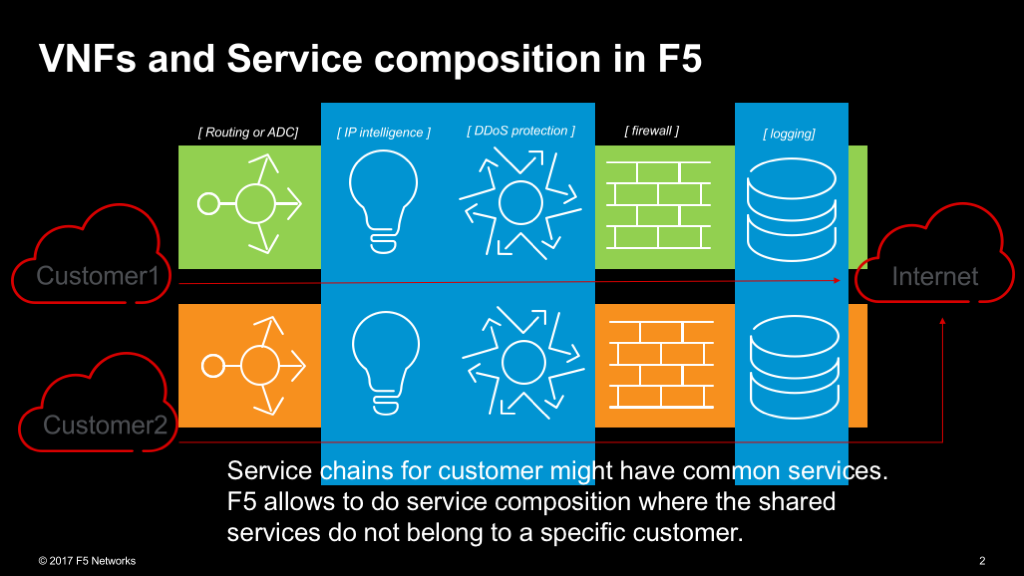 VNFs and Service composition in F5
[ Routing or ADC]
[ IP intelligence ]
[ DDoS protection ]
[ firewall ]
[ logging]
Customer1
Internet
Customer2
Service chains for customer might have common services.
F5 allows to do service composition where the shared
services do not belong to a specific customer.
© 2017 F5 Networks
2